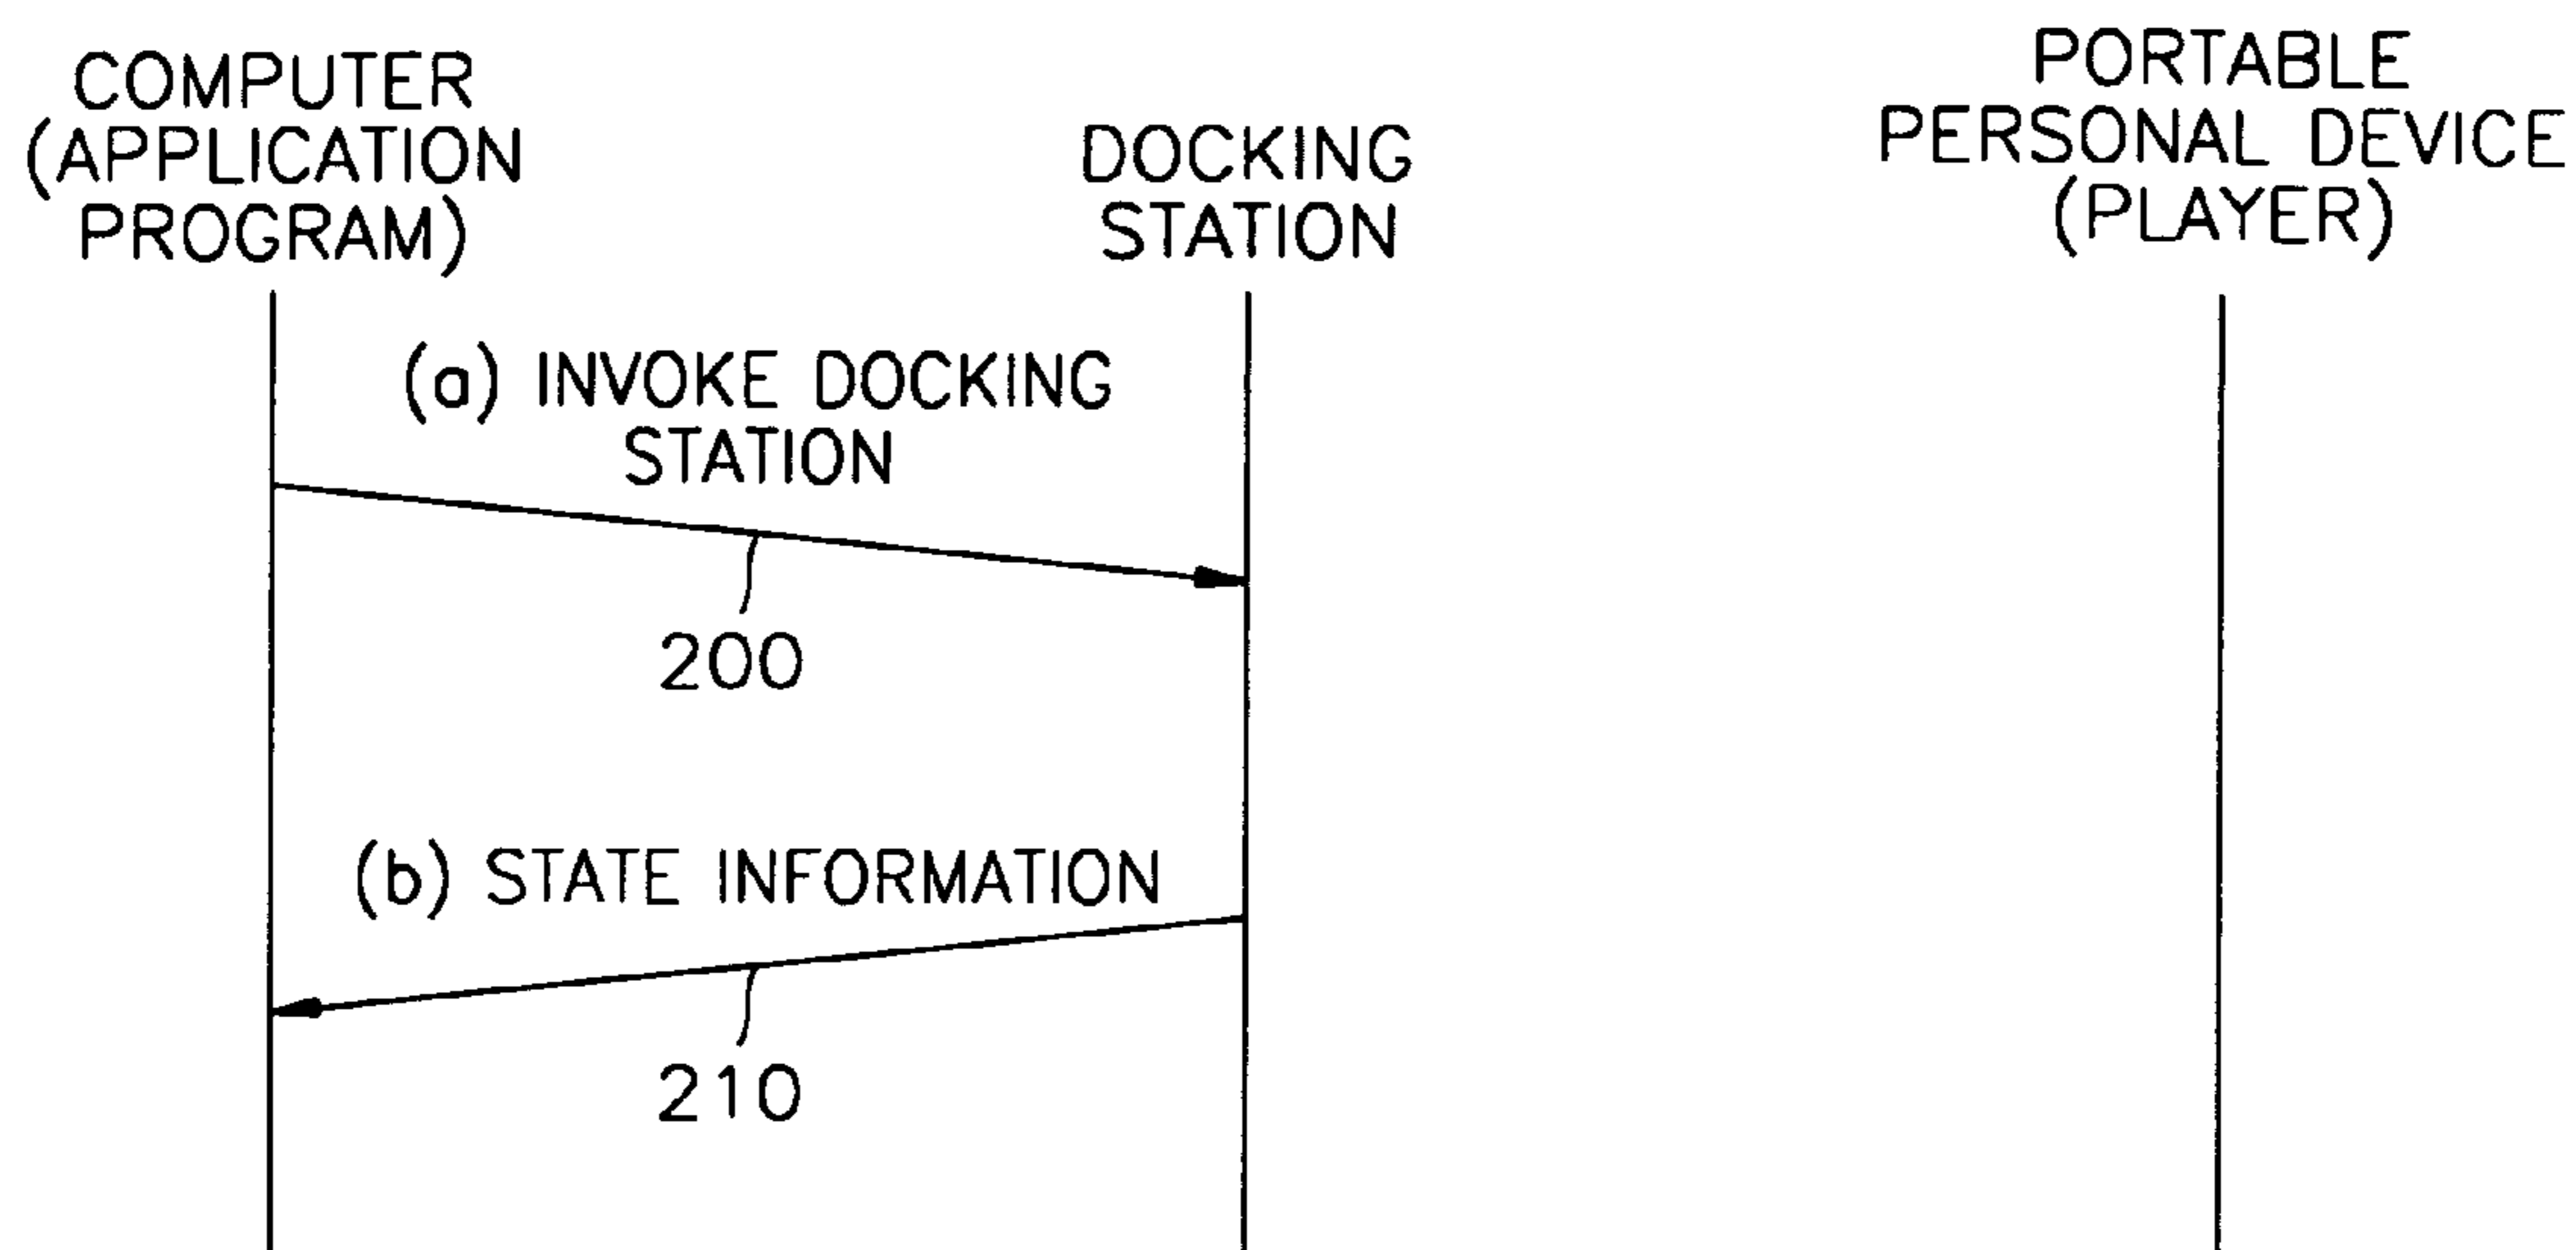 COMPUTER
(APPLICATION
PROGRAM)
DOCKING
STATION
PORTABLE
PERSONAL DEVICE
(PLAYER)
(a) INVOKE DOCKING
STATION
200
(b) STATE INFORMATION
210